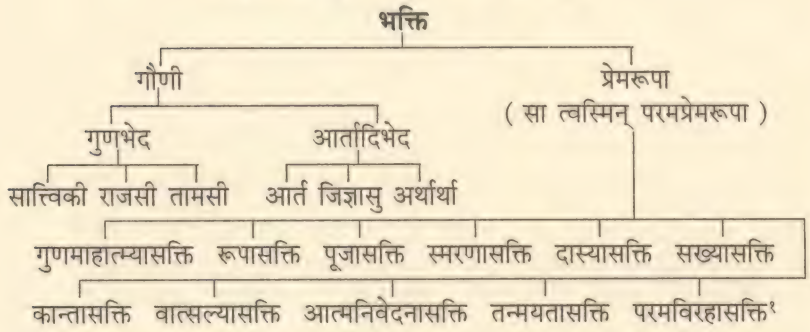 भक्ति
गौणी प्रेमरूपा
( सा त्वस्मिन् परमप्रेमरूपा )
गुणभेद आर्तादिभेद
सात्त्विकी राजसी तामसी आर्त जिज्ञासु अर्थार्था
गुणमाहात्म्यासक्ति रूपासक्ति पूजासक्ति स्मरणासक्ति दास्यासक्ति सख्यासक्ति
कान्तासक्ति वात्सल्यासक्ति आत्मनिवेदनासक्ति तन्मयतासक्ति परमविरहासक्ति१